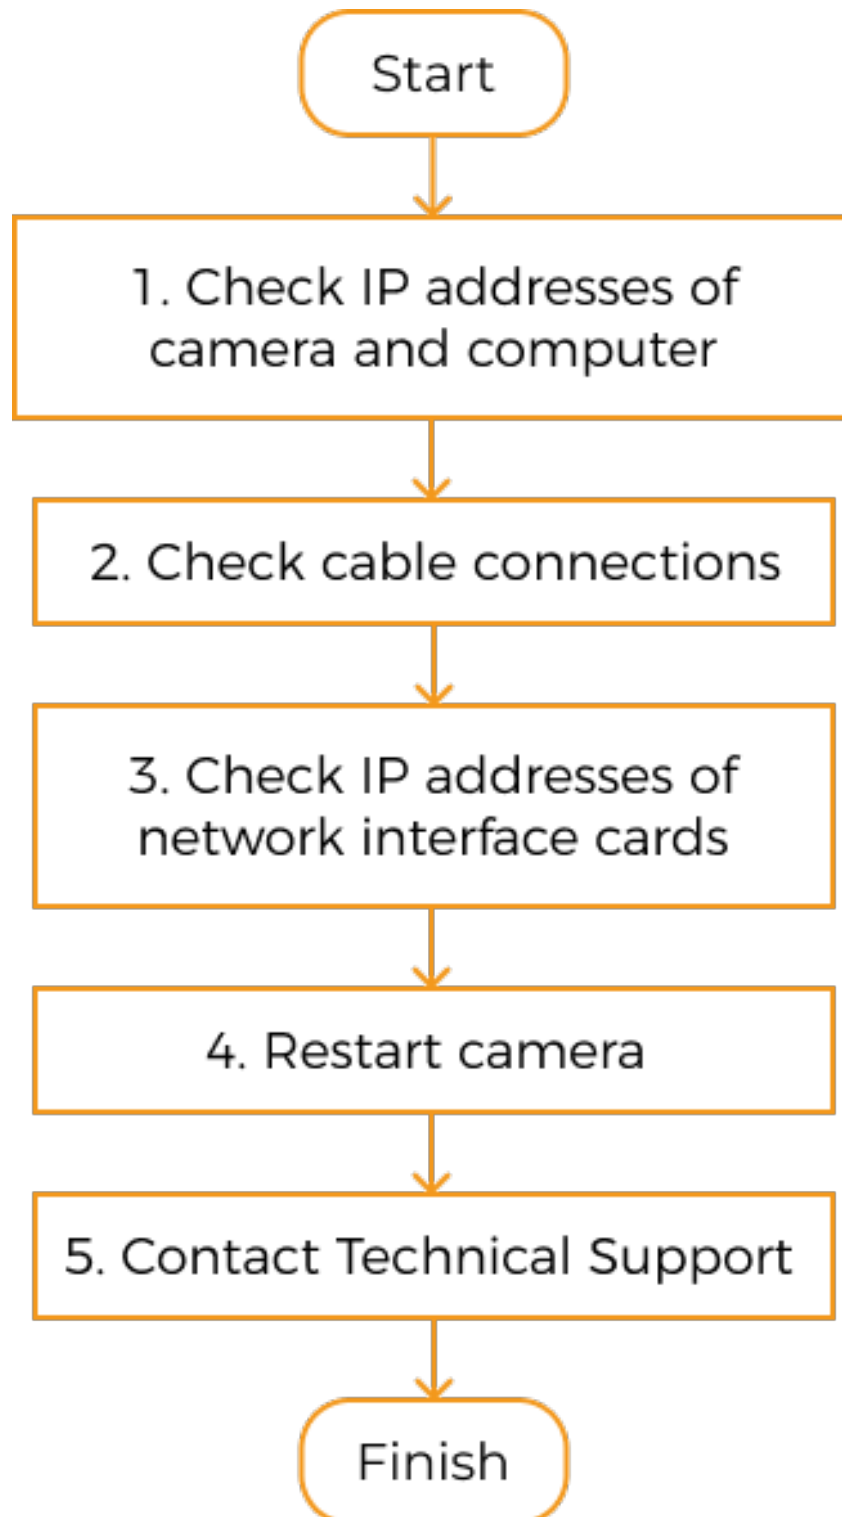 Start
1. Check IP addresses of
camera and computer
2. Check cable connections
3. Check IP addresses of
network interface cards
4. Restart camera
5. Contact Technical Support
Finish